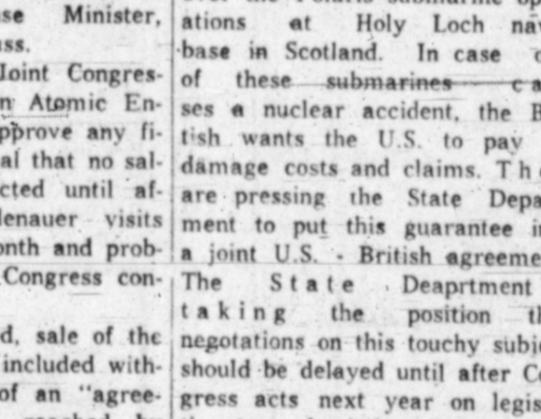 se Minister,
ss.
Joint Congres-
n Atomic En-
pprove any fi-
al that no sal-
cted until af-
lenauer visits
onth and prob-
Congress con-
d, sale of the
included with-
of an "agree-
ations at Holy Loch nav
base in Scotland. In case
of these submarines ca
ses a nuclear accident, the B
tish wants the U.S. to pay
damage costs and claims. The
are pressing the State Depa
ment to put this guarantee i
a joint U.S. - British agreeme
The State Deaprtment
taking the position th
negotations on this touchy subj
should be delayed until after C
gress acts next year on legis